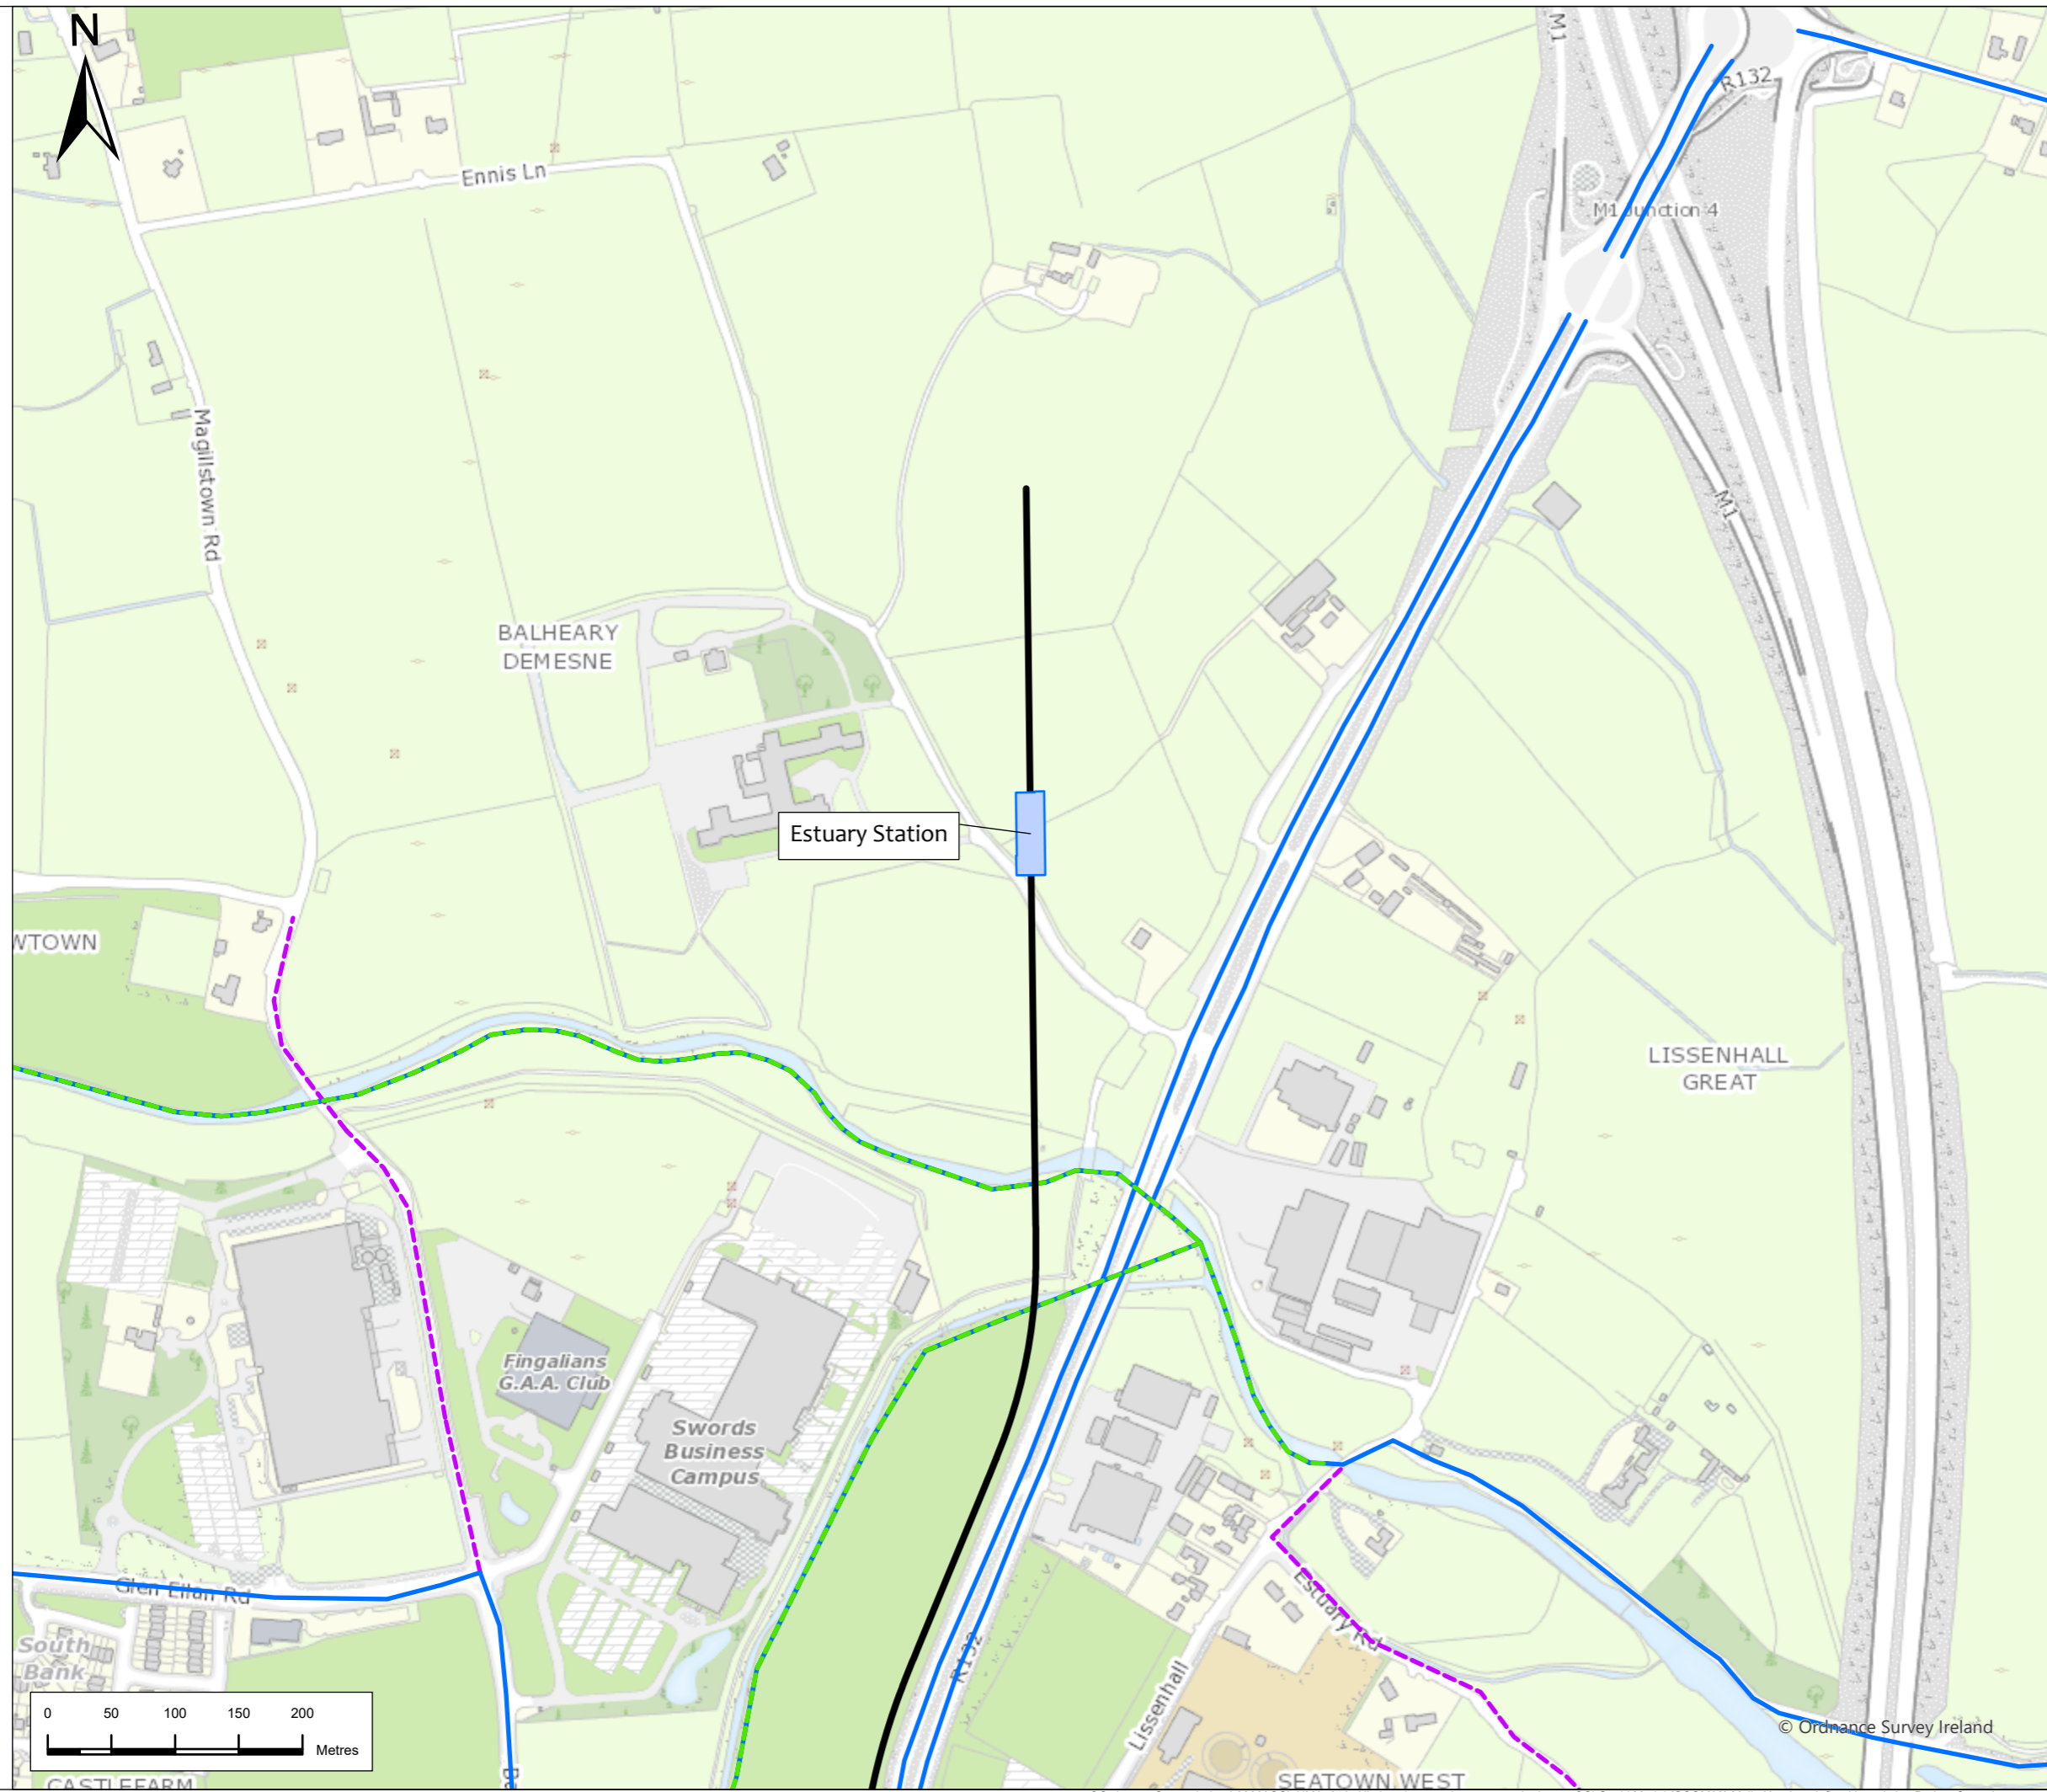 N
M1
R132
Ennis Ln
M1 Junction 4
Magillstown Rd
M1
BALHEARY
DEMESNE
Estuary Station
WTOWN
LISSENHALL
GREAT
Fingalians
G.A.A. Club
Swords
Business
Campus
Glen Ellan Rd
Estuary Rd
South
Bank
R132
Lissenhall
0 50 100 150 200
Metres
© Ordnance Survey Ireland
CASTLEFARM
SEATOWN WEST